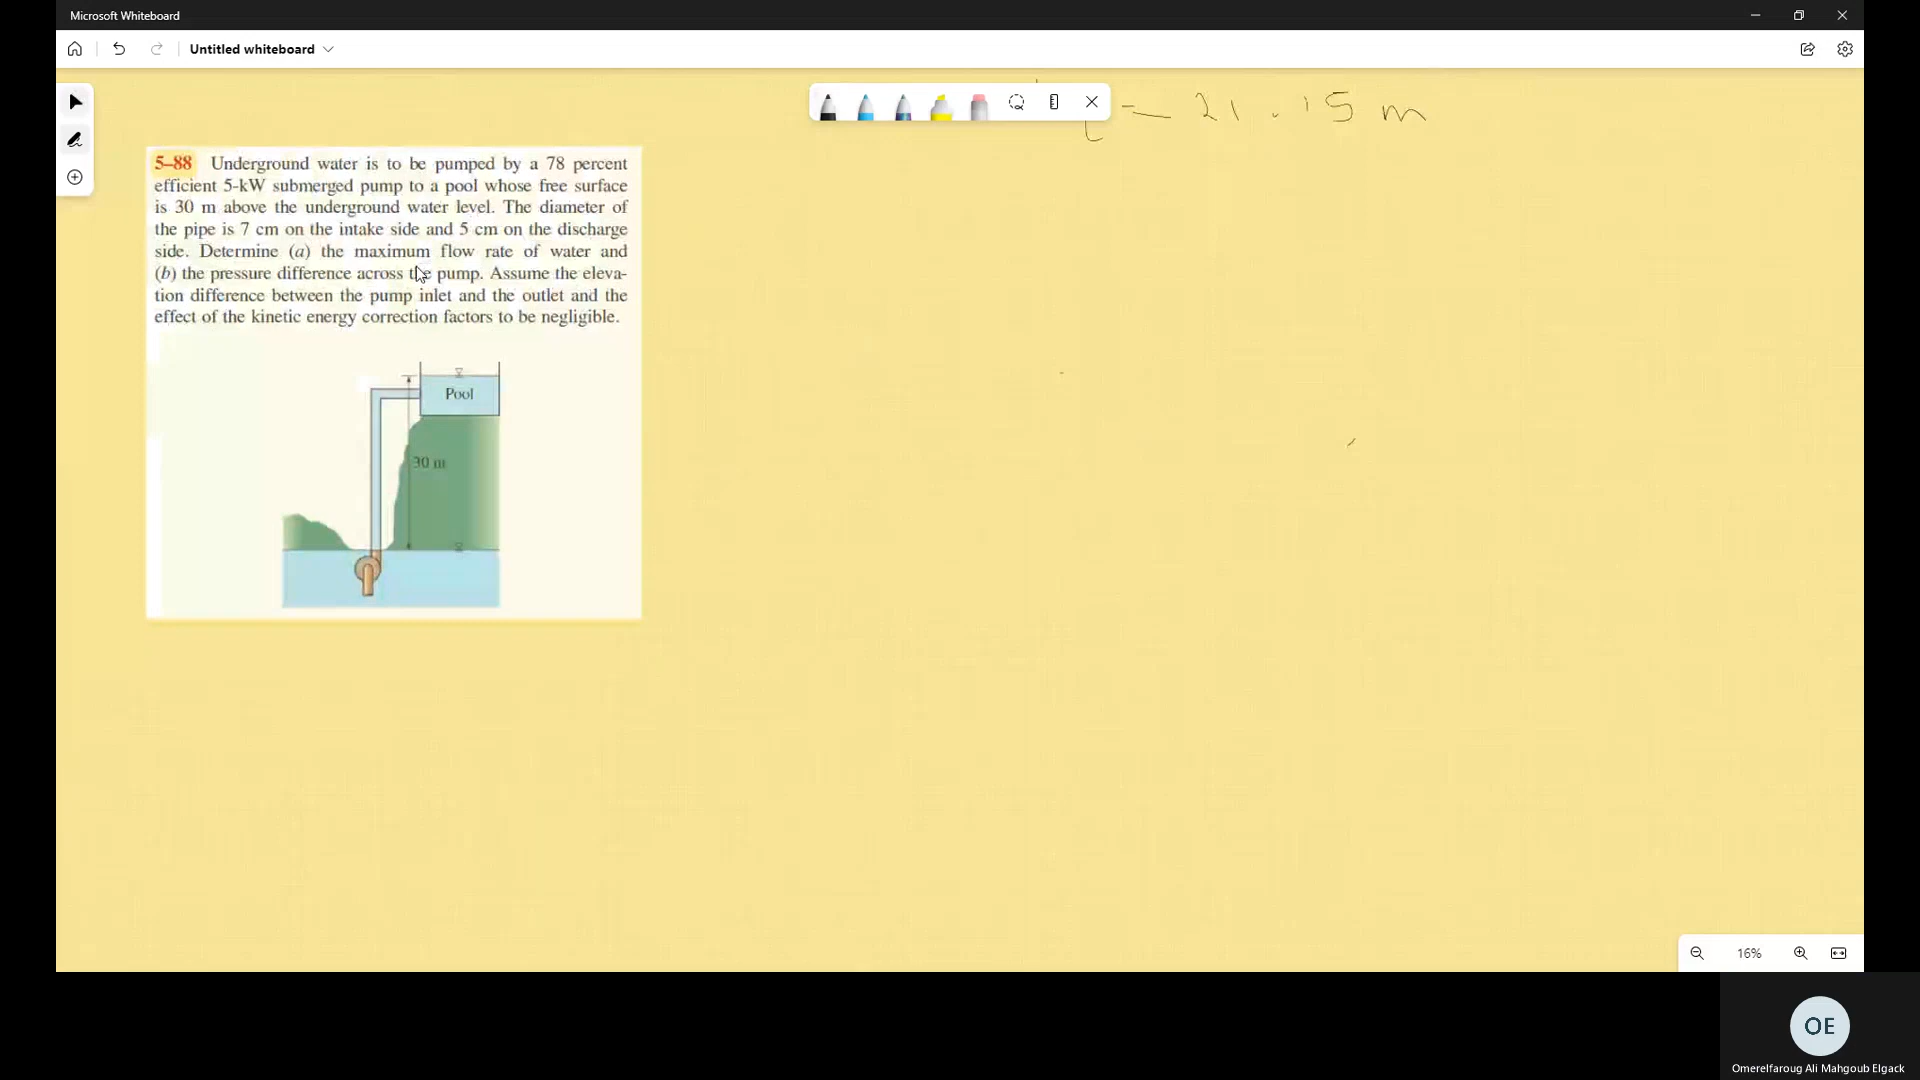 Microsoft Whiteboard
Untitled whiteboard
= 21.15 m
5–88 Underground water is to be pumped by a 78 percent
efficient 5-kW submerged pump to a pool whose free surface
is 30 m above the underground water level. The diameter of
the pipe is 7 cm on the intake side and 5 cm on the discharge
side. Determine (a) the maximum flow rate of water and
(b) the pressure difference across the pump. Assume the eleva-
tion difference between the pump inlet and the outlet and the
effect of the kinetic energy correction factors to be negligible.
Pool
30 m
16%
OE
Omerelfaroug Ali Mahgoub Elgack